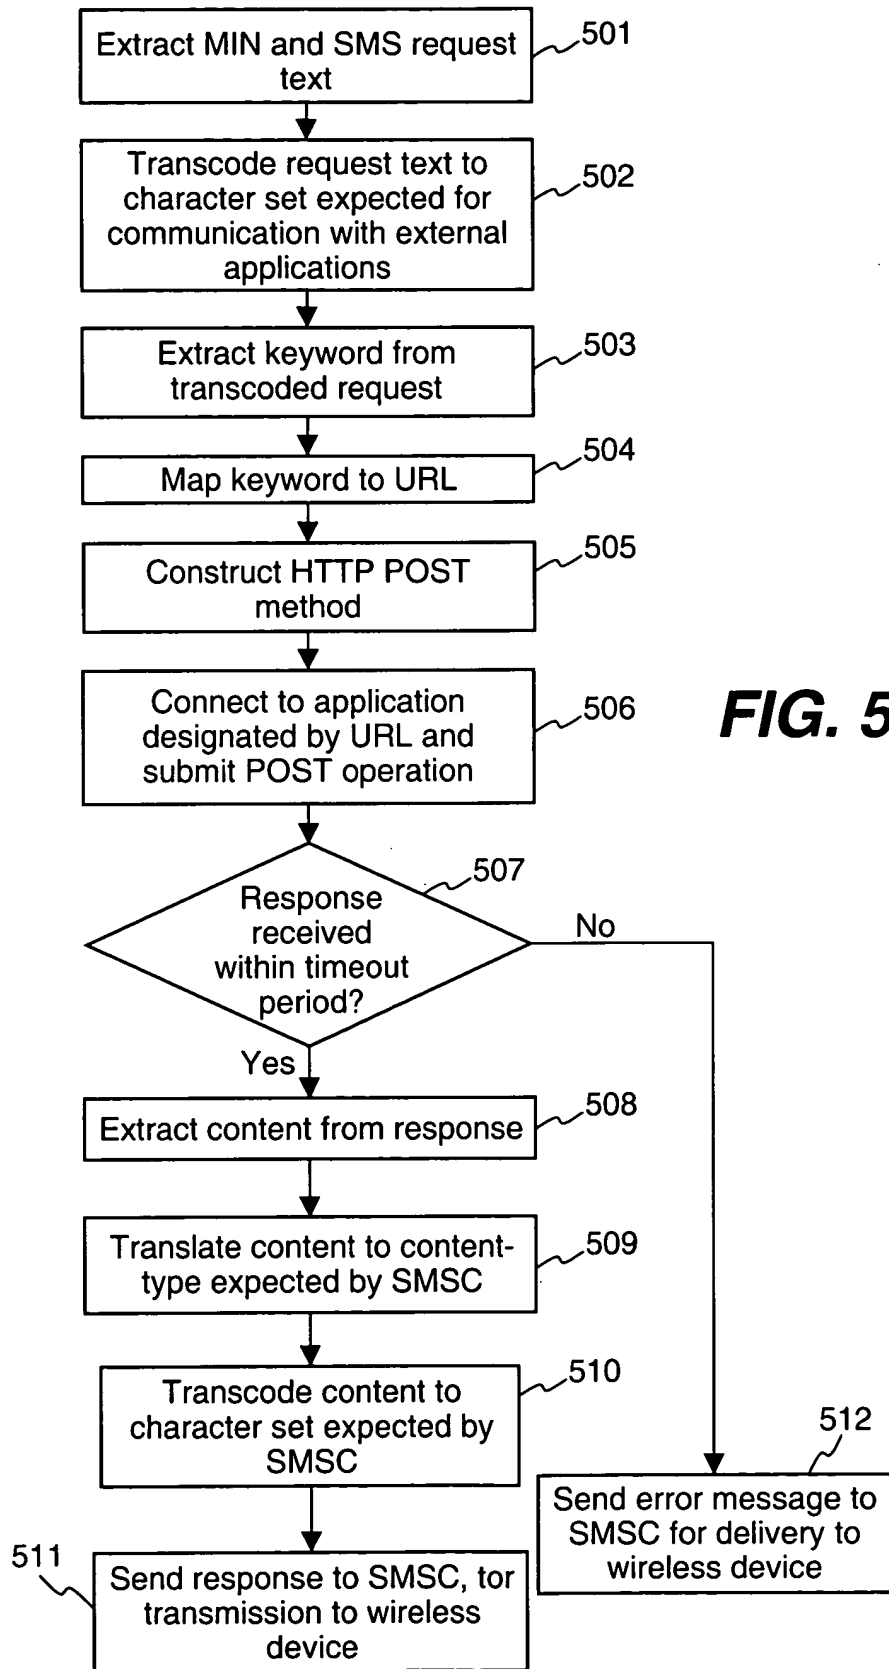 Extract MIN and SMS request
text
501
Transcode request text to
character set expected for
communication with external
applications
502
Extract keyword from
transcoded request
503
Map keyword to URL
504
Construct HTTP POST
method
505
Connect to application
designated by URL and
submit POST operation
506
FIG. 5
Response
received
within timeout
period?
507
No
Yes
Extract content from response
508
Translate content to content-
type expected by SMSC
509
Transcode content to
character set expected by
SMSC
510
Send response to SMSC, tor
transmission to wireless
device
511
Send error message to
SMSC for delivery to
wireless device
512